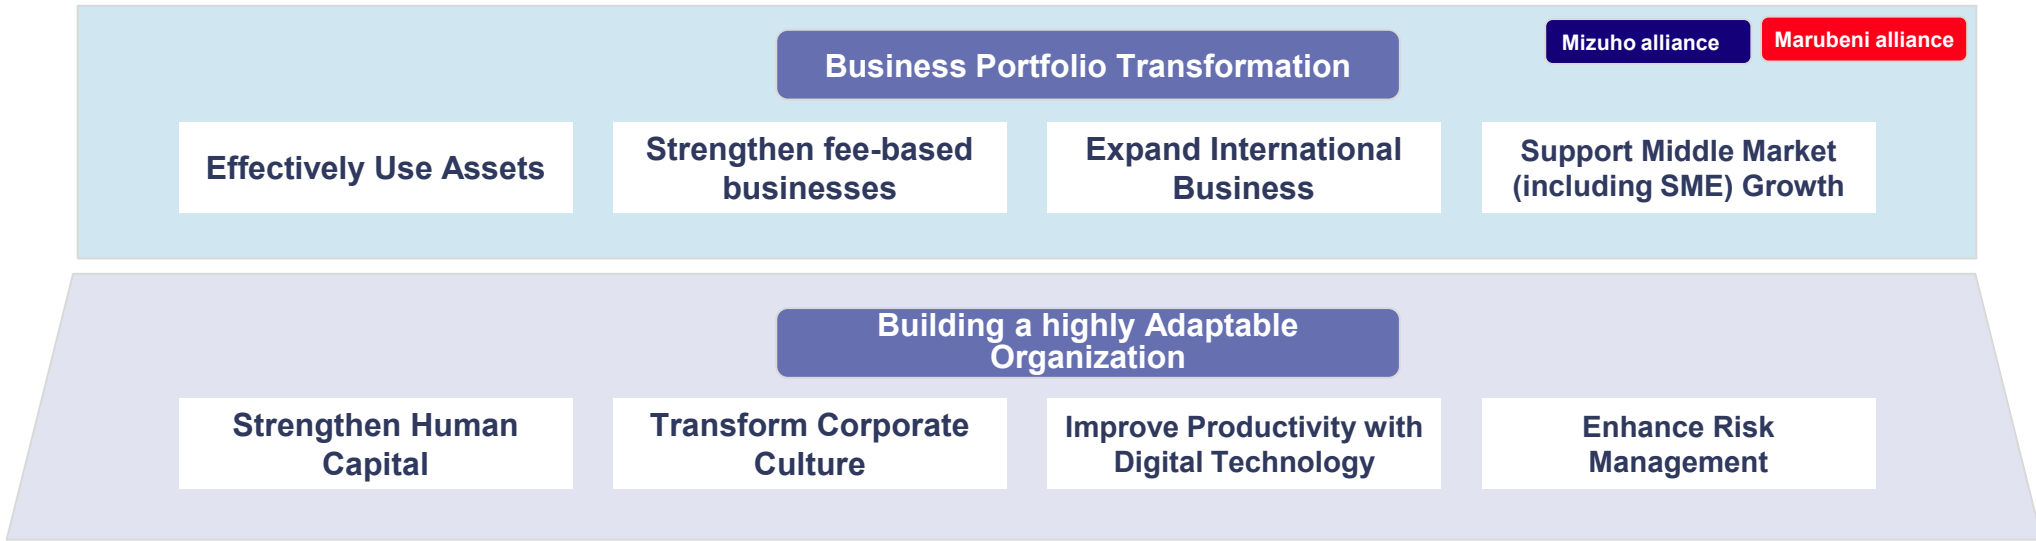 Mizuho alliance
Marubeni alliance
Business Portfolio Transformation
Effectively Use Assets
Strengthen fee-based
businesses
Expand International
Business
Support Middle Market
(including SME) Growth
Building a highly Adaptable
Organization
Strengthen Human
Capital
Transform Corporate
Culture
Improve Productivity with
Digital Technology
Enhance Risk
Management